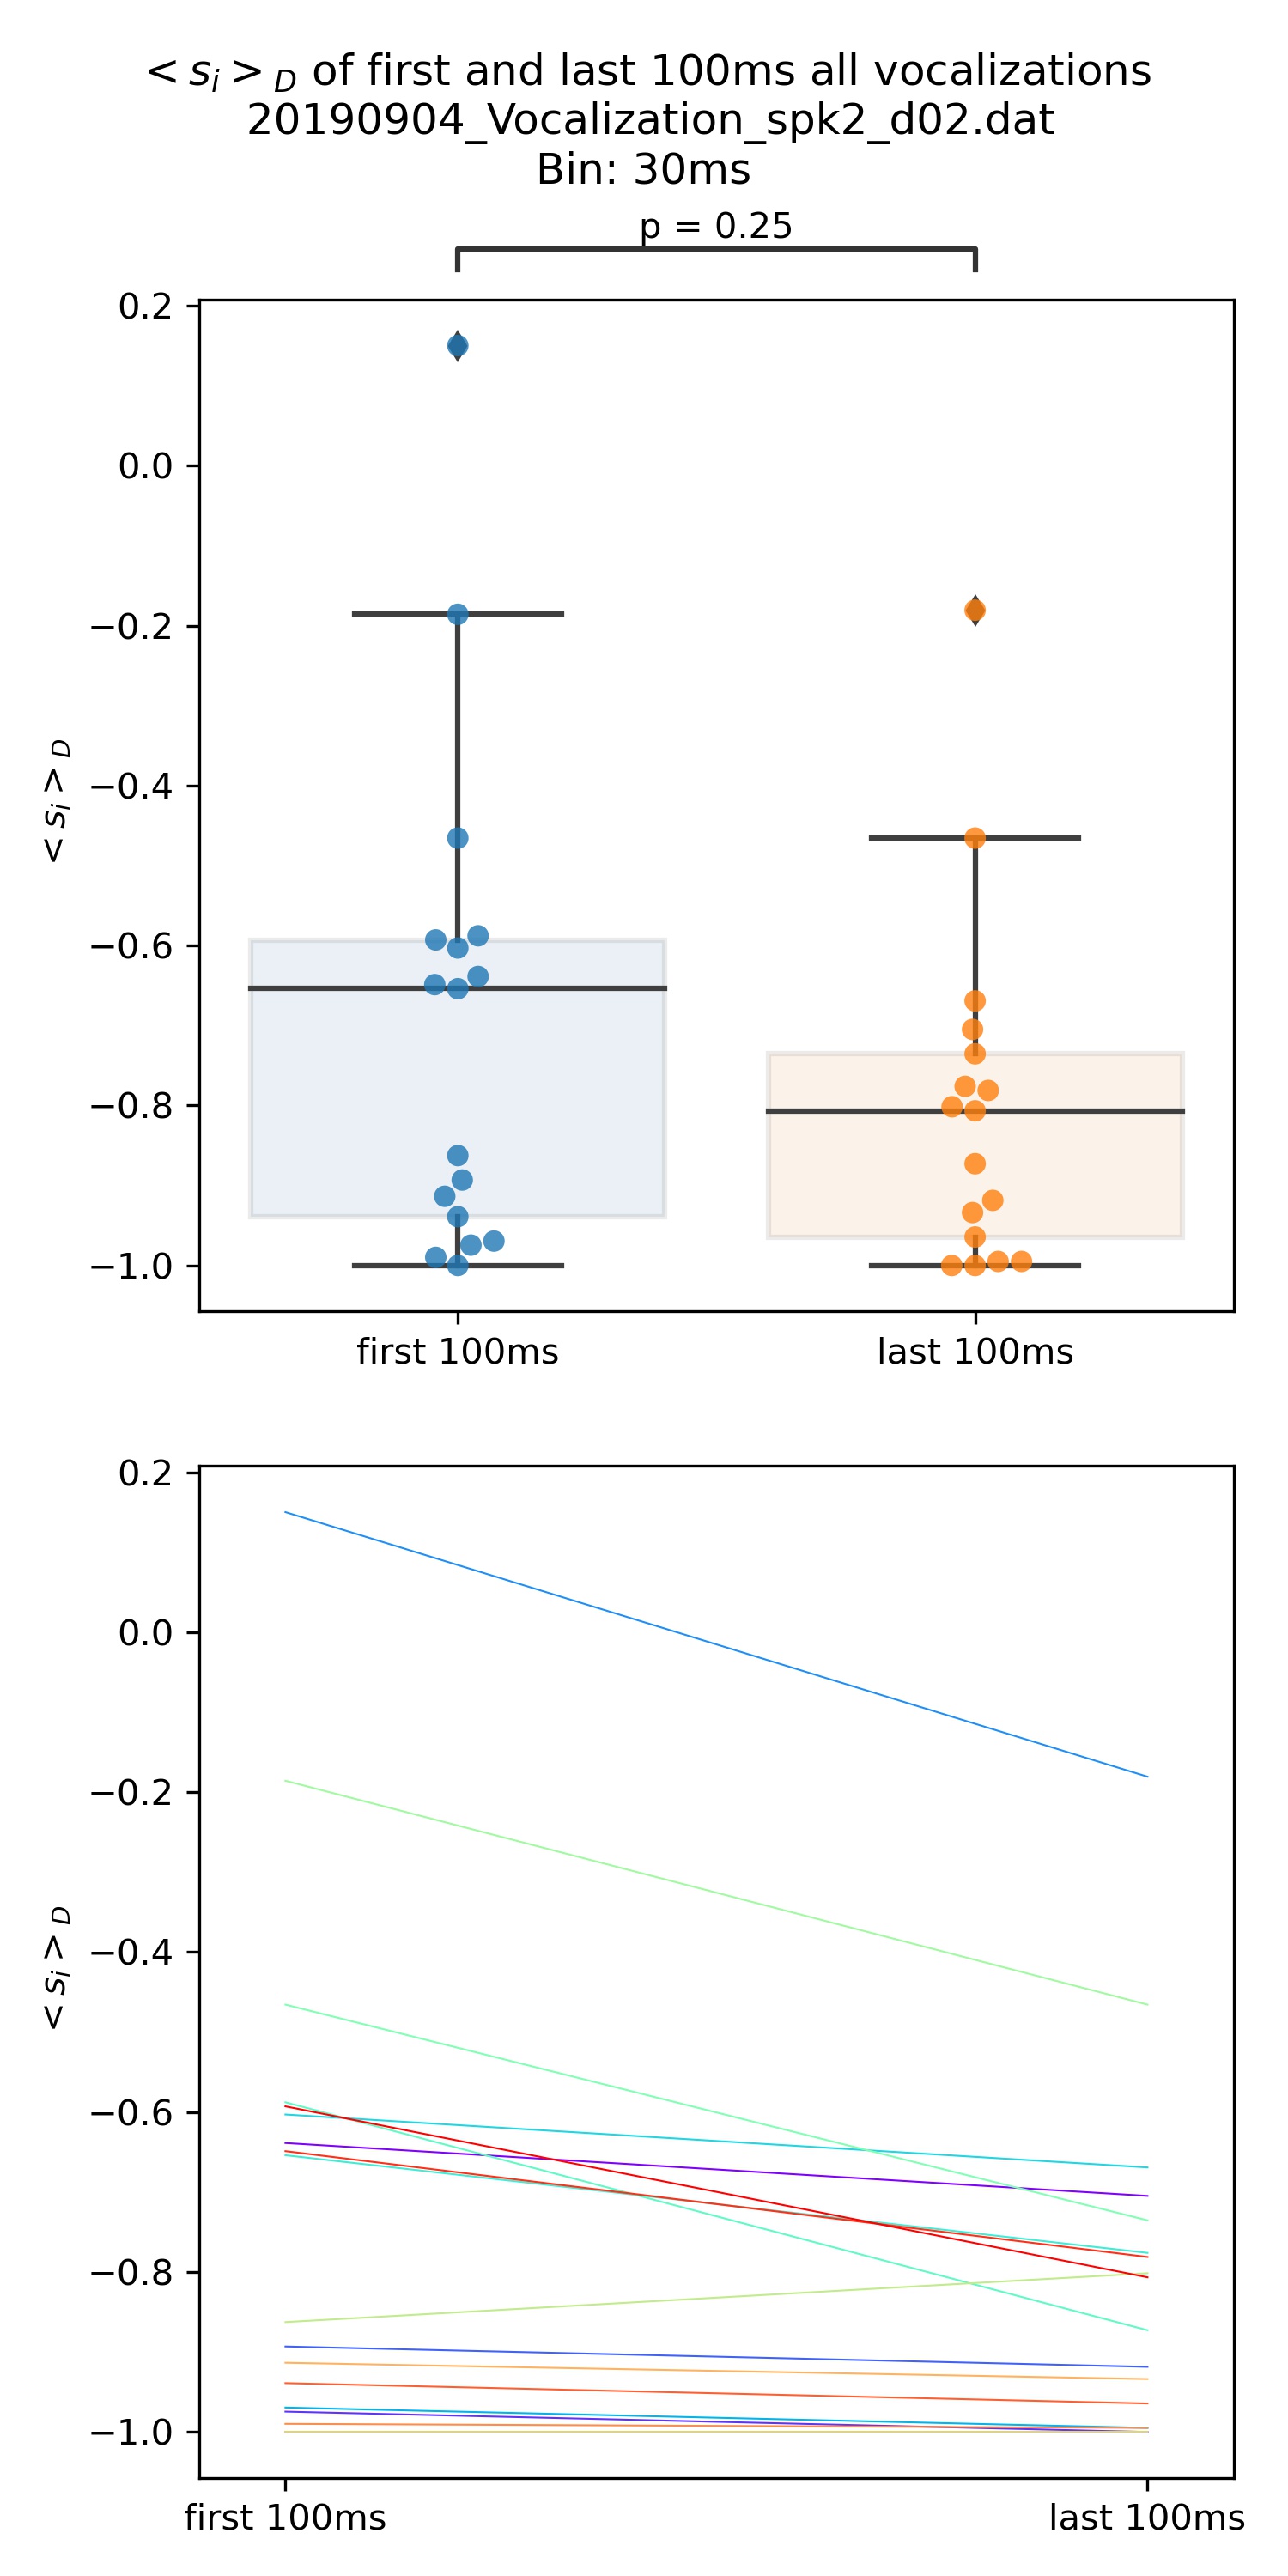 < s_i >_D of first and last 100ms all vocalizations
20190904_Vocalization_spk2_d02.dat
Bin: 30ms
p = 0.25
0.2
0.0
−0.2
−0.4
−0.6
−0.8
−1.0
< s_i >_D
first 100ms
last 100ms
0.2
0.0
−0.2
−0.4
−0.6
−0.8
−1.0
< s_i >_D
first 100ms
last 100ms